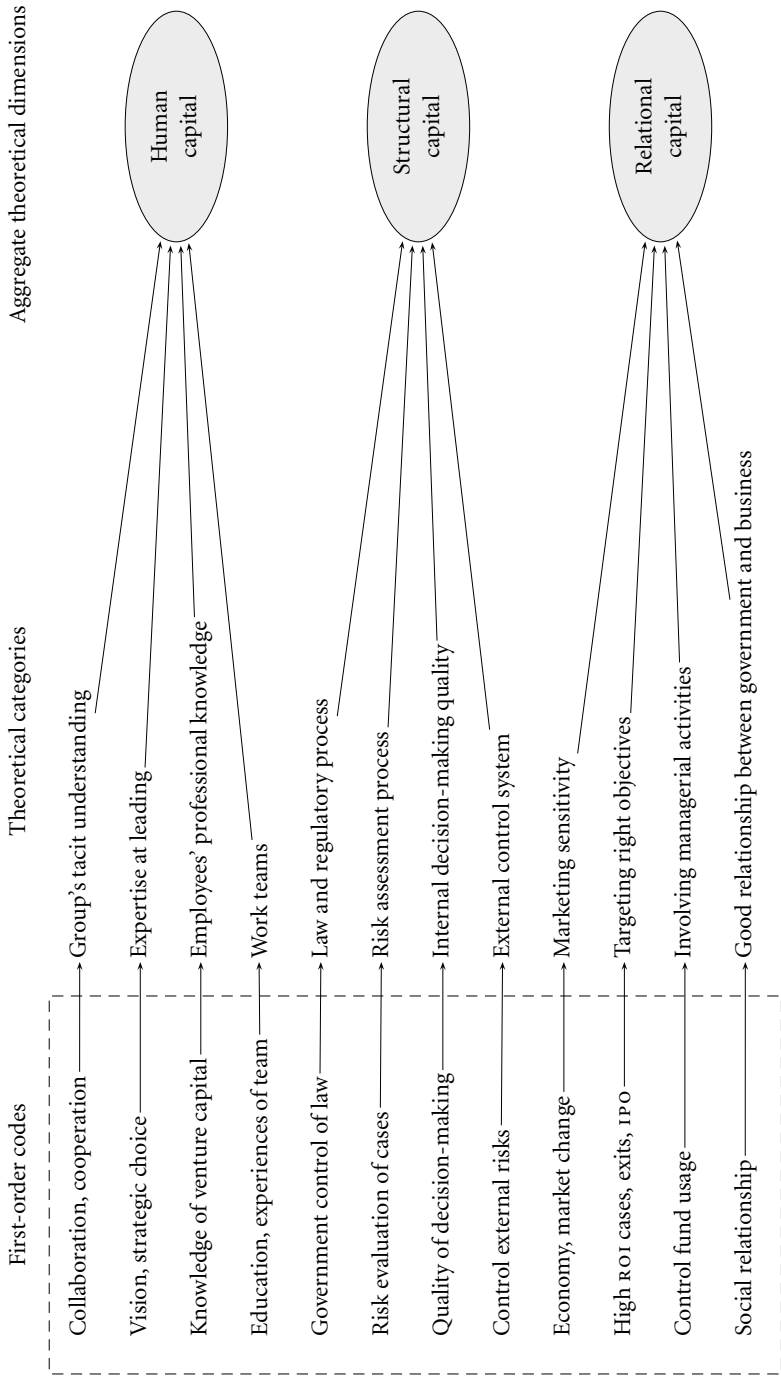 First-order codes
Theoretical categories
Aggregate theoretical dimensions
Collaboration, cooperation
Group's tacit understanding
Vision, strategic choice
Expertise at leading
Knowledge of venture capital
Employees' professional knowledge
Education, experiences of team
Work teams
Human
capital
Government control of law
Law and regulatory process
Risk evaluation of cases
Risk assessment process
Quality of decision-making
Internal decision-making quality
Control external risks
External control system
Structural
capital
Economy, market change
Marketing sensitivity
High ROI cases, exits, IPO
Targeting right objectives
Control fund usage
Involving managerial activities
Social relationship
Good relationship between government and business
Relational
capital